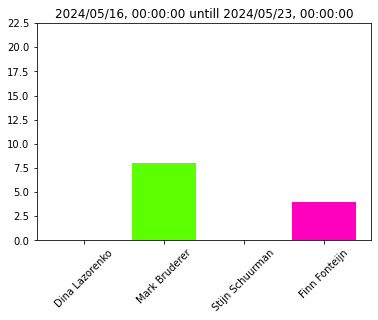 2024/05/16, 00:00:00 untill 2024/05/23, 00:00:00
22.5
20.0
17.5
15.0
12.5
10.0
7.5
5.0
2.5
0.0
Dina Lazorenko
Mark Bruderer
Stijn Schuurman
Finn Fonteijn